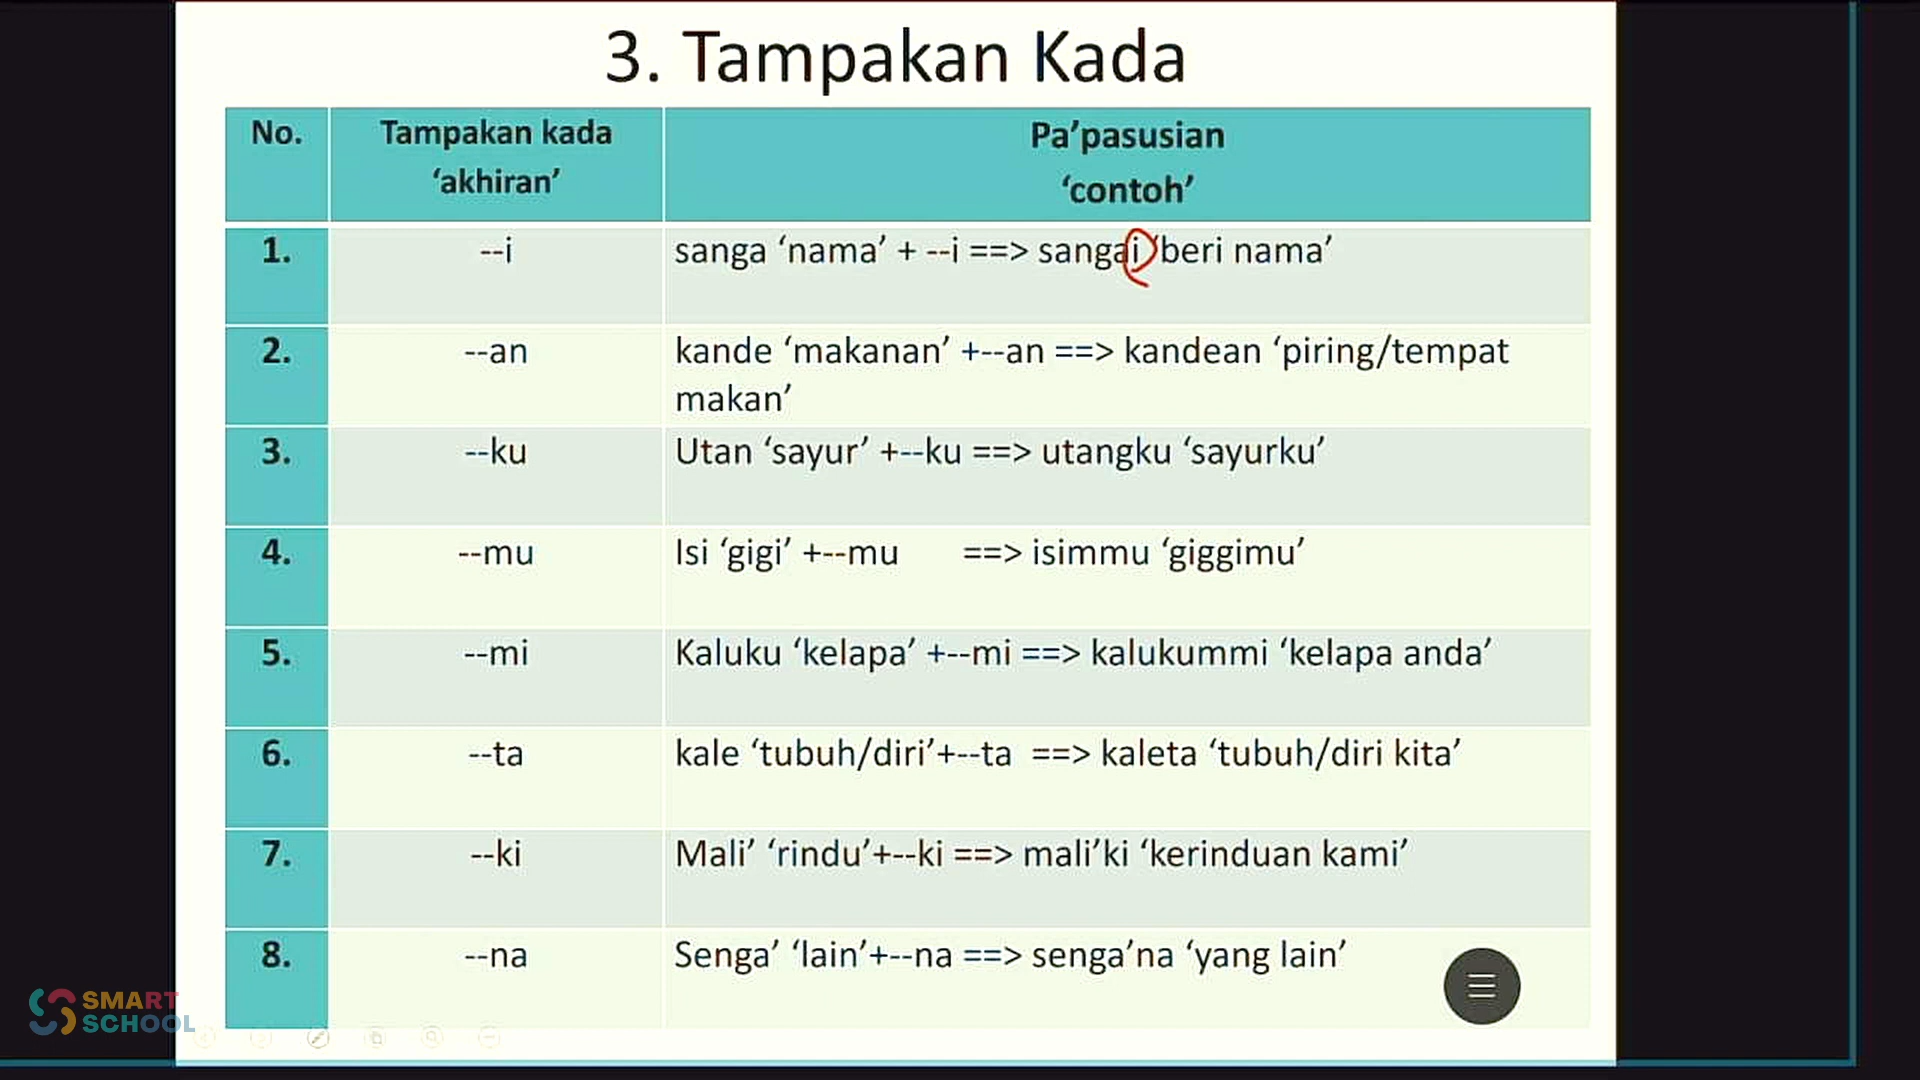 3. Tampakan Kada
No. Tampakan kada Pa’pasusian
‘akhiran’ ‘contoh’
1. --i sanga ‘nama’ + --i ==> sangai ‘beri nama’
2. --an kande ‘makanan’ +--an ==> kandean ‘piring/tempat
makan’
3. --ku Utan ‘sayur’ +--ku ==> utangku ‘sayurku’
4. --mu Isi ‘gigi’ +--mu ==> isimmu ‘giggimu’
5. --mi Kaluku ‘kelapa’ +--mi ==> kalukummi ‘kelapa anda’
6. --ta kale ‘tubuh/diri’+--ta ==> kaleta ‘tubuh/diri kita’
7. --ki Mali’ ‘rindu’+--ki ==> mali’ki ‘kerinduan kami’
8. --na Senga’ ‘lain’+--na ==> senga’na ‘yang lain’
SMART
SCHOOL